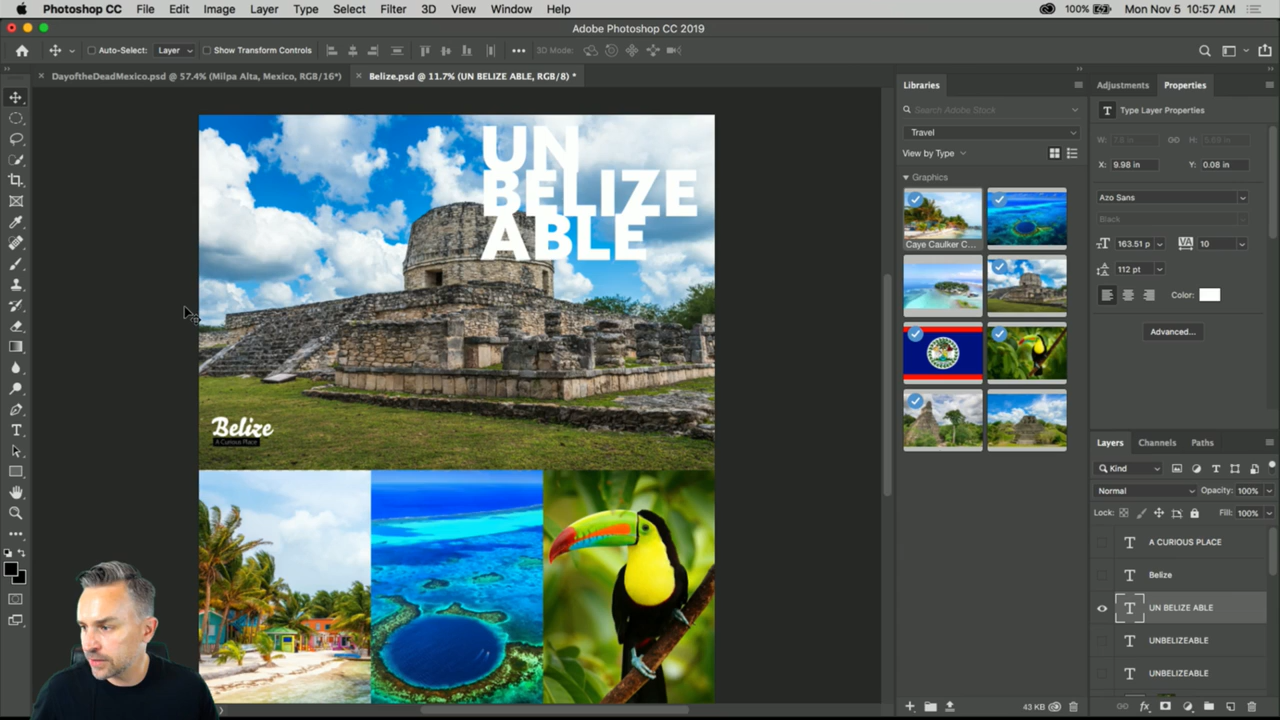 Photoshop CC File Edit Image Layer Type Select Filter 3D View Window Help 100% Mon Nov 5 10:57 AM
Adobe Photoshop CC 2019
Auto-Select: Layer Show Transform Controls 3D Mode:
DayoftheDeadMexico.psd @ 57.4% (Milpa Alta, Mexico, RGB/16*) Belize.psd @ 11.7% (UN BELIZE ABLE, RGB/8) *
UN
BELIZE
ABLE
Belize
A Curious Place
Libraries
Search Adobe Stock
Travel
View by Type
Graphics
Caye Caulker C...
43 KB
Adjustments Properties
Type Layer Properties
W: 7.8 in H: 5.69 in
X: 9.98 in Y: 0.08 in
Azo Sans
Black
163.51 p VA 10
112 pt
Color:
Advanced...
Layers Channels Paths
Kind
Normal Opacity: 100%
Lock: Fill: 100%
T A CURIOUS PLACE
T Belize
T UN BELIZE ABLE
T UNBELIZEABLE
T UNBELIZEABLE
fx